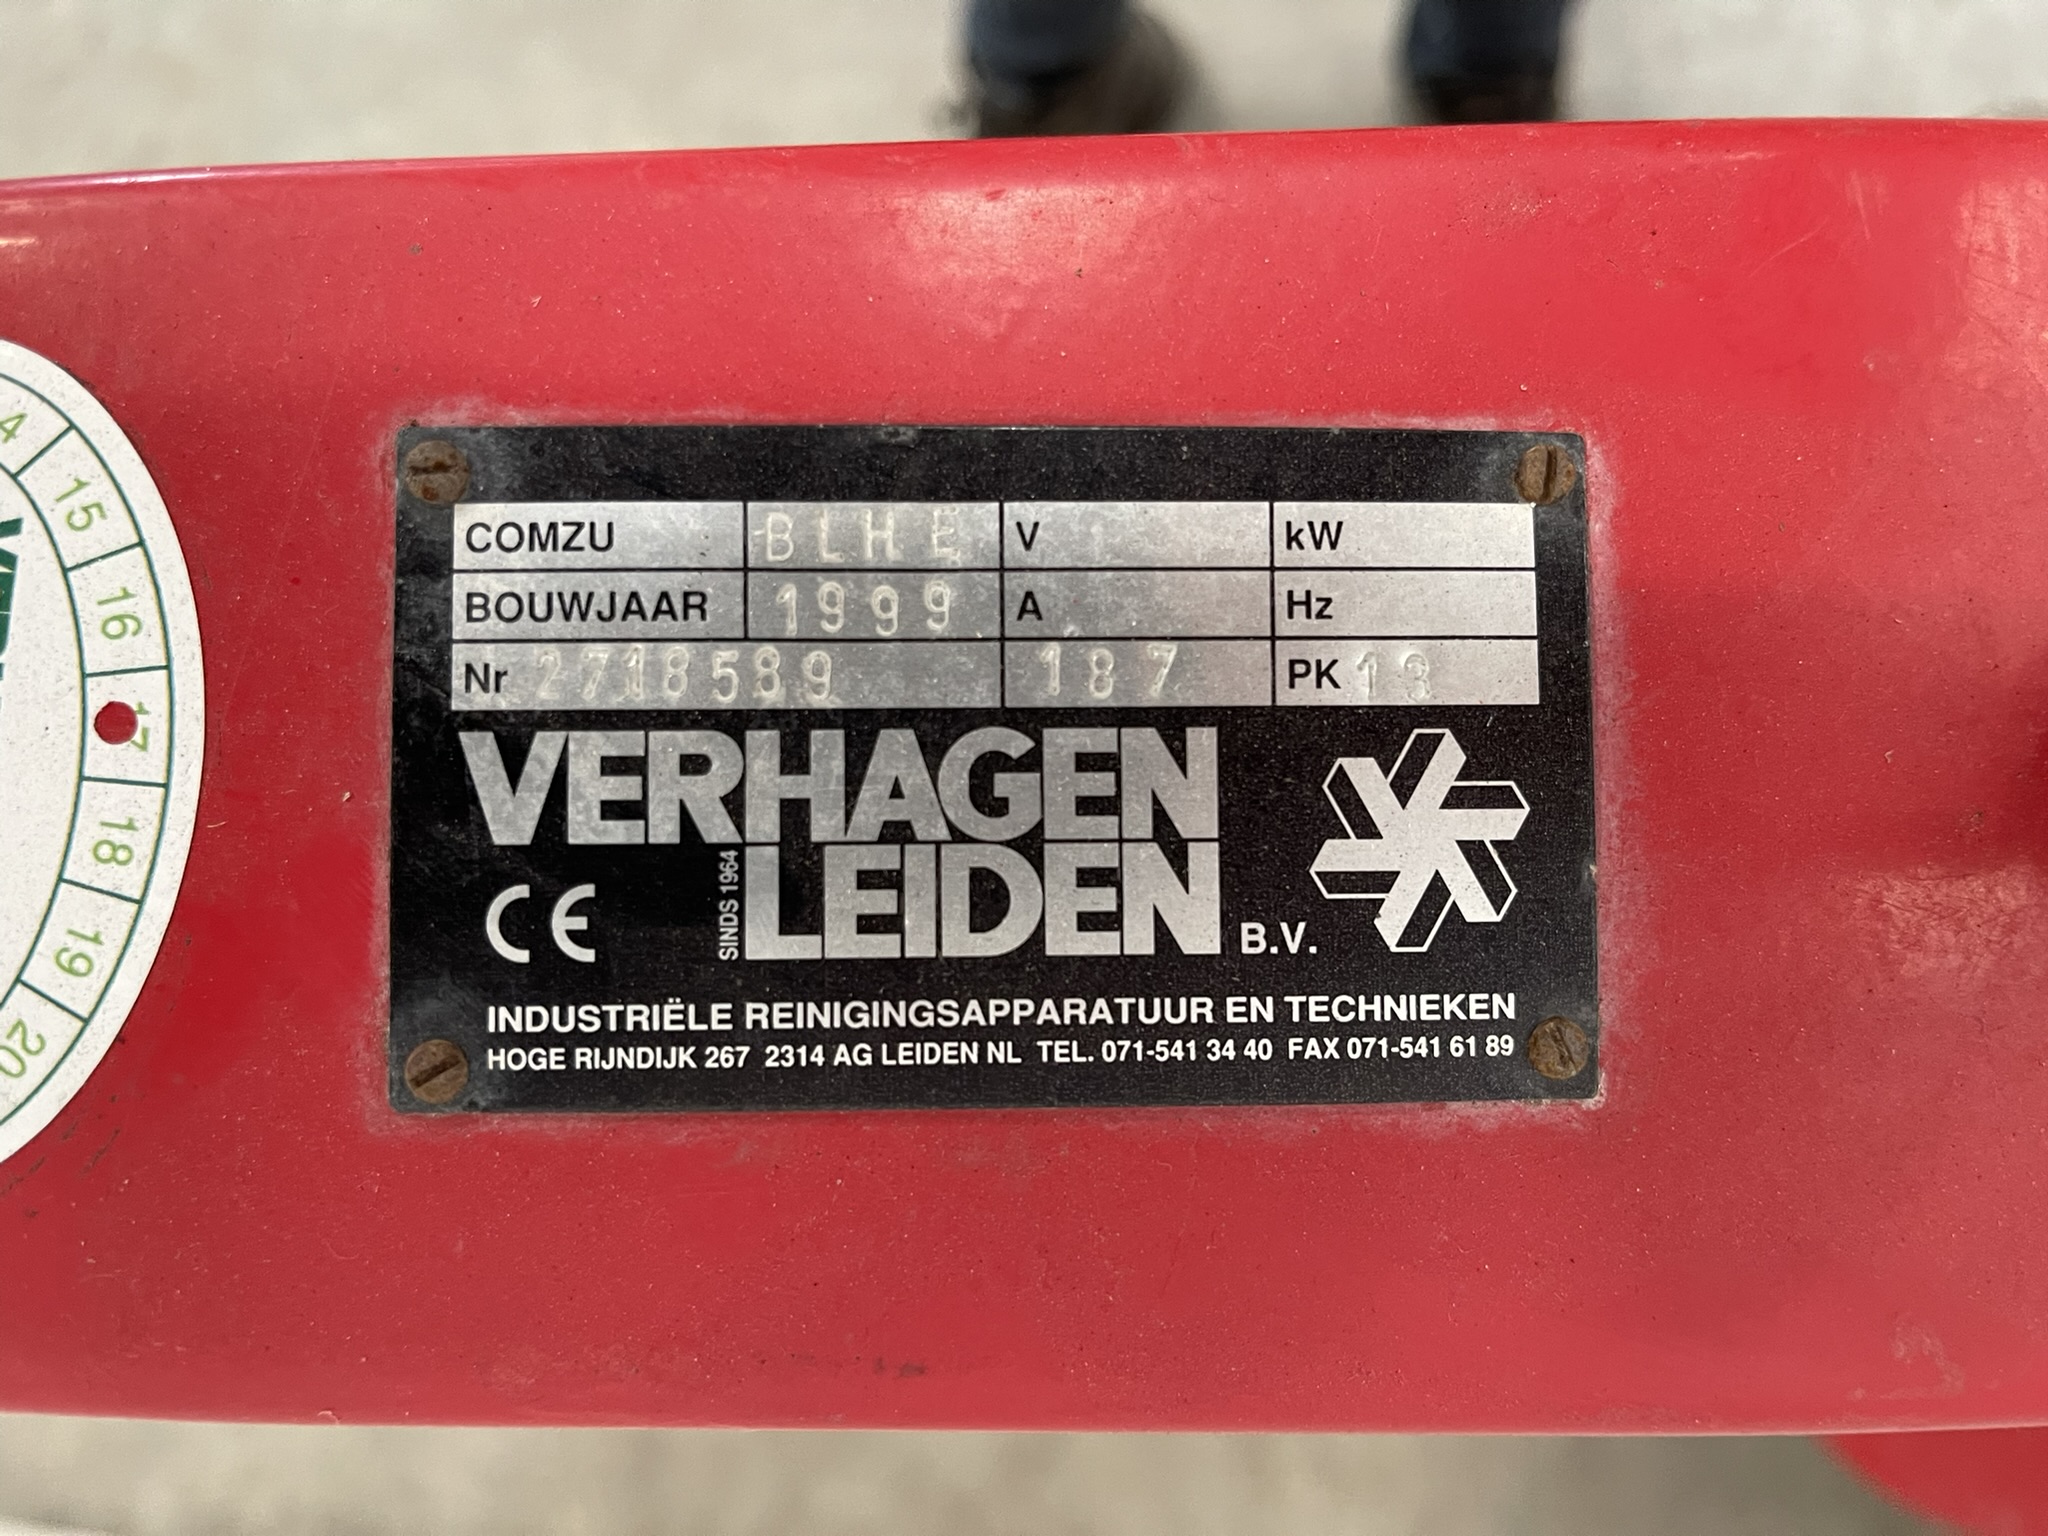 COMZU BLHE V kW
BOUWJAAR 1999 A Hz
Nr 2718589 187 PK 13
VERHAGEN
SINDS 1964
LEIDEN B.V.
CE
INDUSTRIËLE REINIGINGSAPPARATUUR EN TECHNIEKEN
HOGE RIJNDIJK 267 2314 AG LEIDEN NL TEL. 071-541 34 40 FAX 071-541 61 89
15
16
17
18
19
20